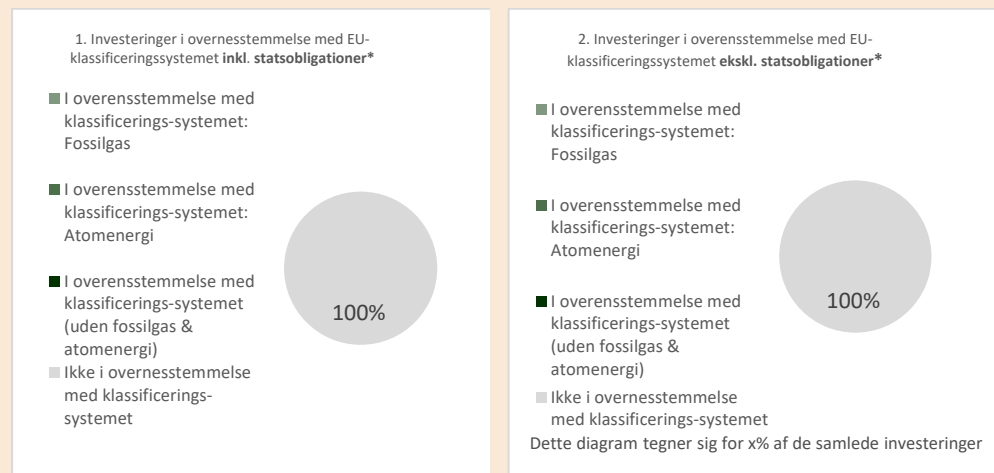 1. Investeringer i overnesstemmelse med EU-
klassificeringssystemet inkl. statsobligationer*
I overensstemmelse med
klassificerings-systemet:
Fossilgas
I overensstemmelse med
klassificerings-systemet:
Atomenergi
I overensstemmelse med
klassificerings-systemet
(uden fossilgas &
atomenergi)
Ikke i overnesstemmelse
med klassificerings-
systemet
100%
2. Investeringer i overensstemmelse med EU-
klassificeringssystemet ekskl. statsobligationer*
I overensstemmelse med
klassificerings-systemet:
Fossilgas
I overensstemmelse med
klassificerings-systemet:
Atomenergi
I overensstemmelse med
klassificerings-systemet
(uden fossilgas &
atomenergi)
Ikke i overnesstemmelse
med klassificerings-systemet
100%
Dette diagram tegner sig for x% af de samlede investeringer